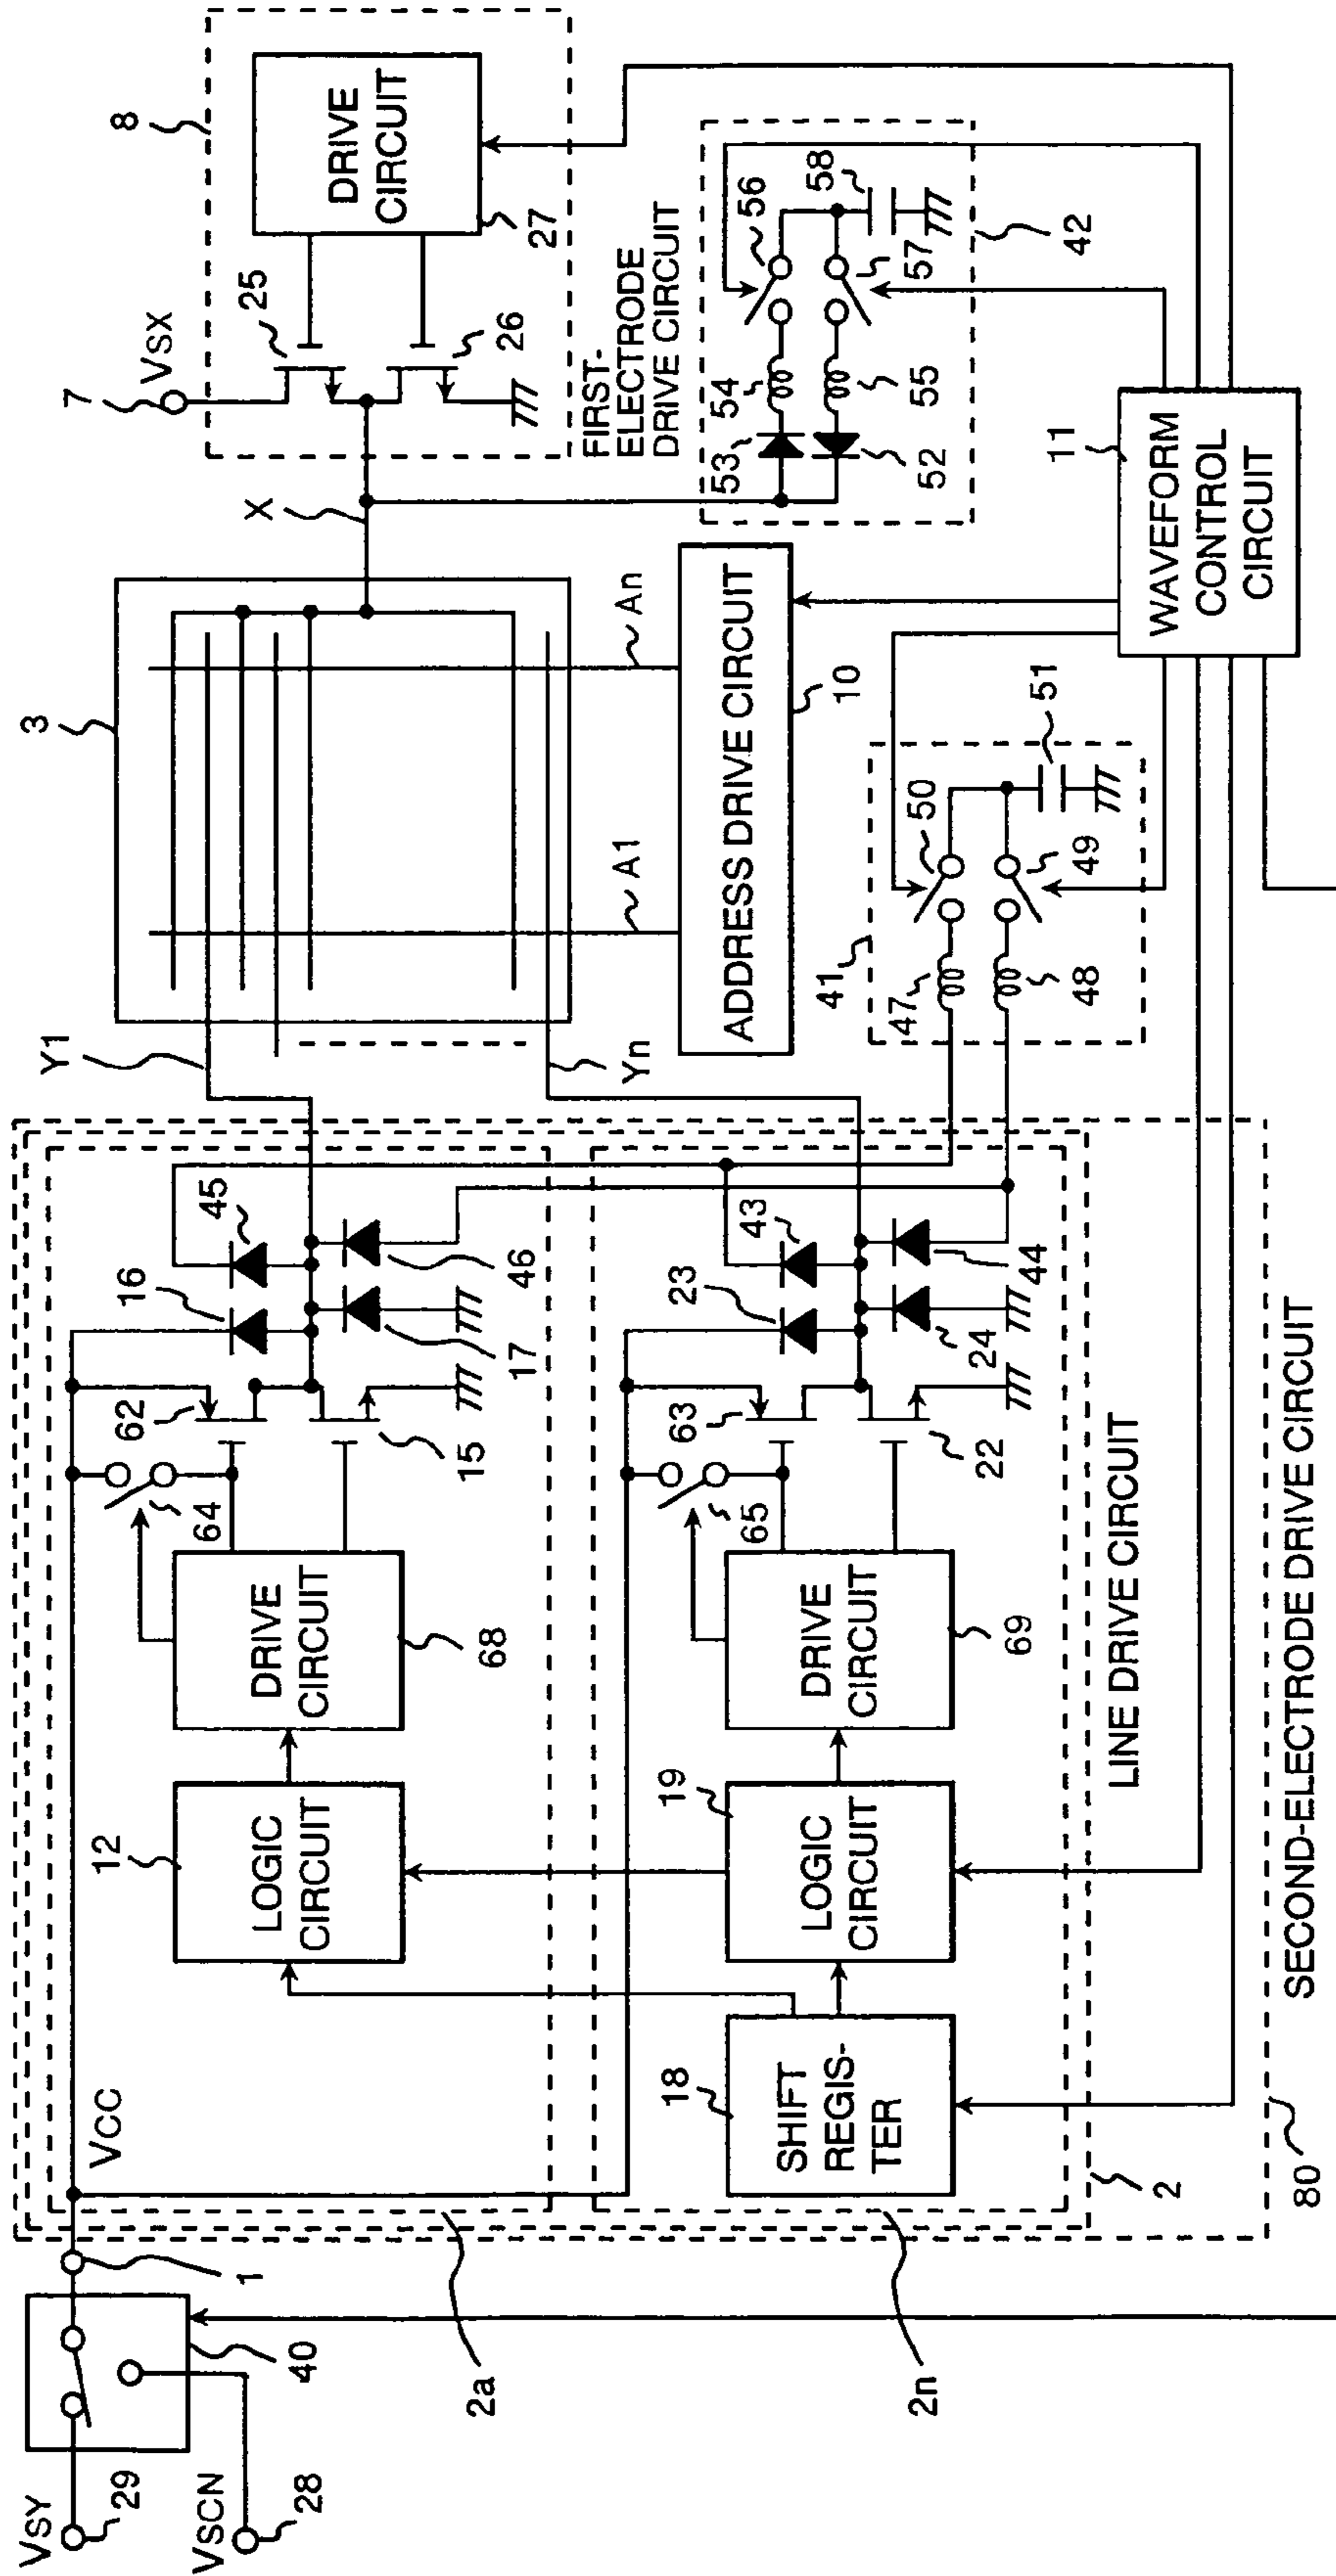 VSY
29
VSCN
28
40
1
VCC
2a
2n
12
LOGIC
CIRCUIT
DRIVE
CIRCUIT
68
64
62
15
16
17
45
46
18
SHIFT
REGIS-
TER
19
LOGIC
CIRCUIT
DRIVE
CIRCUIT
69
65
63
22
23
24
43
44
2
LINE DRIVE CIRCUIT
80
SECOND-ELECTRODE DRIVE CIRCUIT
Y1
Yn
3
A1
An
ADDRESS DRIVE CIRCUIT
10
41
47
48
50
49
51
X
7
VSX
8
25
26
DRIVE
CIRCUIT
27
FIRST-
ELECTRODE
DRIVE CIRCUIT
53
52
54
55
56
57
58
42
11
WAVEFORM
CONTROL
CIRCUIT